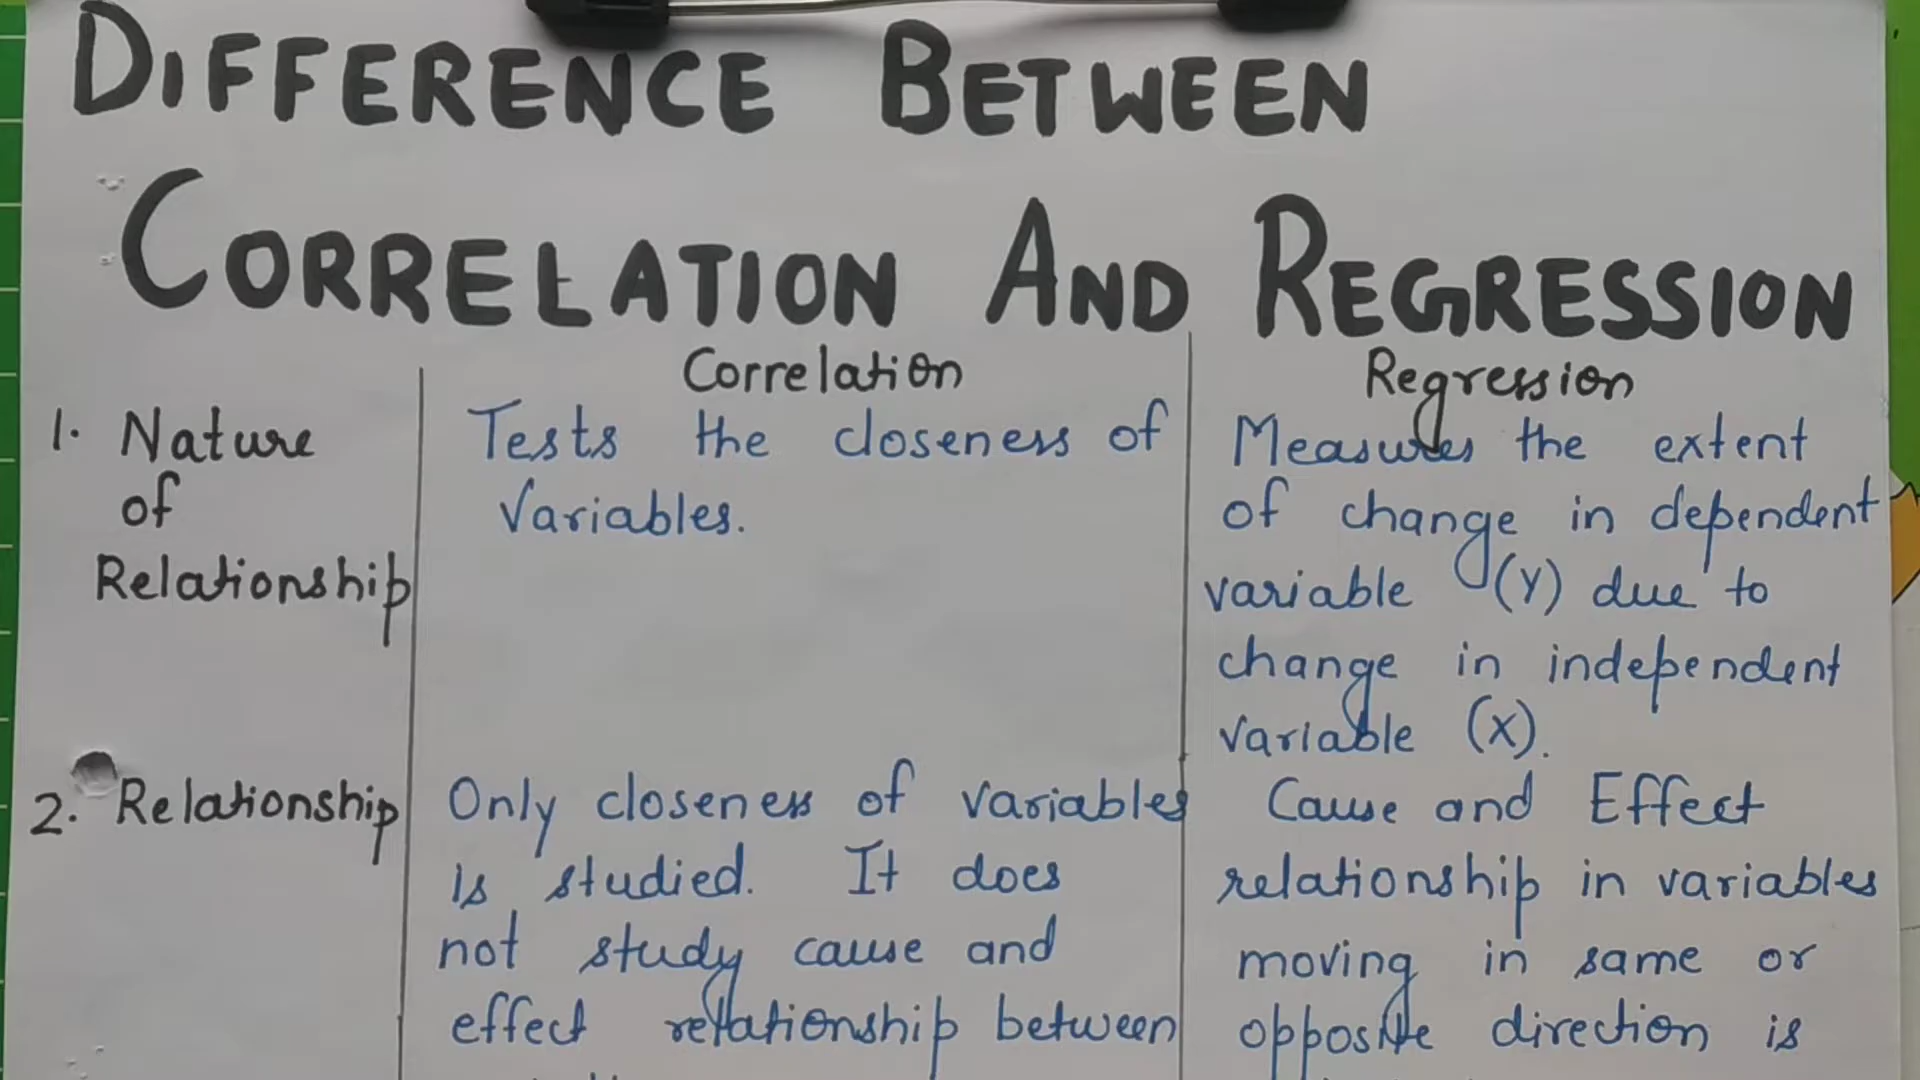 DIFFERENCE BETWEEN
CORRELATION AND REGRESSION
Correlation
Regression
1. Nature
of
Relationship
Tests the closeness of
Variables.
Measures the extent
of change in dependent
variable (Y) due to
change in independent
variable (X).
2. Relationship
Only closeness of variables
is studied. It does
not study cause and
effect relationship between
Cause and Effect
relationship in variables
moving in same or
opposite direction is